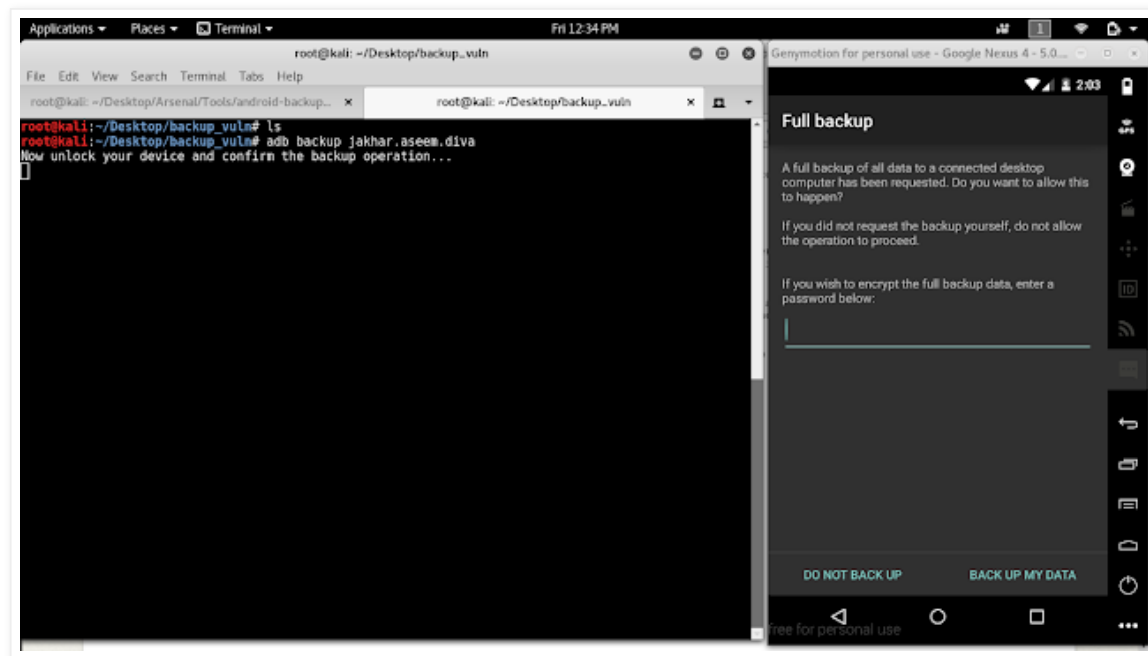 Applications Places Terminal Fri 12:34 PM 1
root@kali: ~/Desktop/backup_vuln
File Edit View Search Terminal Tabs Help
root@kali: ~/Desktop/Arsenal/Tools/android-backup... root@kali: ~/Desktop/backup_vuln
root@kali:~/Desktop/backup_vuln# ls
root@kali:~/Desktop/backup_vuln# adb backup jakhar.aseem.diva
Now unlock your device and confirm the backup operation...
Genymotion for personal use - Google Nexus 4 - 5.0...
2:03
Full backup
A full backup of all data to a connected desktop
computer has been requested. Do you want to allow this
to happen?
If you did not request the backup yourself, do not allow
the operation to proceed.
If you wish to encrypt the full backup data, enter a
password below:
DO NOT BACK UP BACK UP MY DATA
free for personal use
GPS
ID